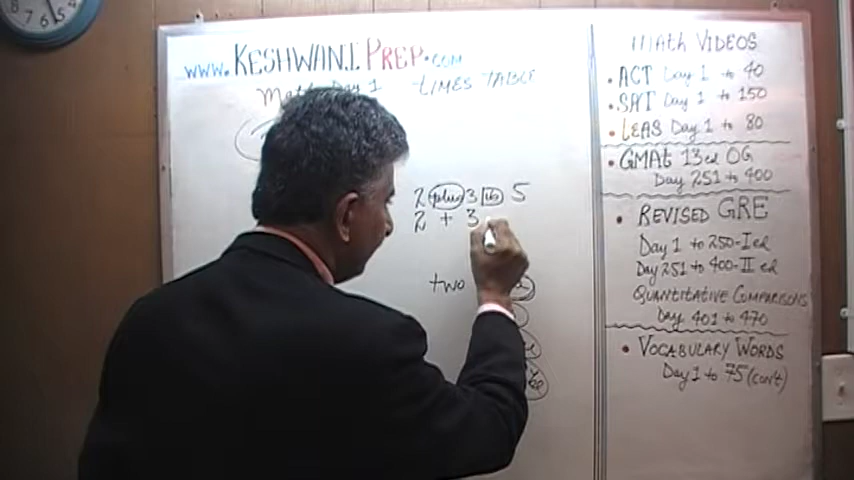 www.KESHWANIPREP.com
Math Day 1 TIMES TABLE
2 plus 3 is 5
2 + 3
two
Math VIDEOS
• ACT Day 1 to 40
• SAT Day 1 to 150
• LEAS Day 1 to 80
• GMAt 13ed OG
Day 251 to 400
• REVISED GRE
Day 1 to 250-I ed
Day 251 to 400-II ed
QUANTITATIVE COMPARISONS
Day 401 to 470
• VOCABULARY WORDS
Day 1 to 75 (con't)